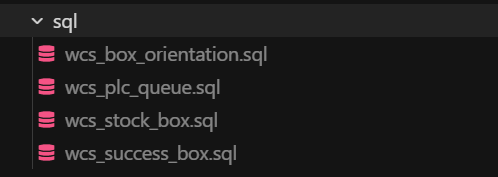 sql
wcs_box_orientation.sql
wcs_plc_queue.sql
wcs_stock_box.sql
wcs_success_box.sql